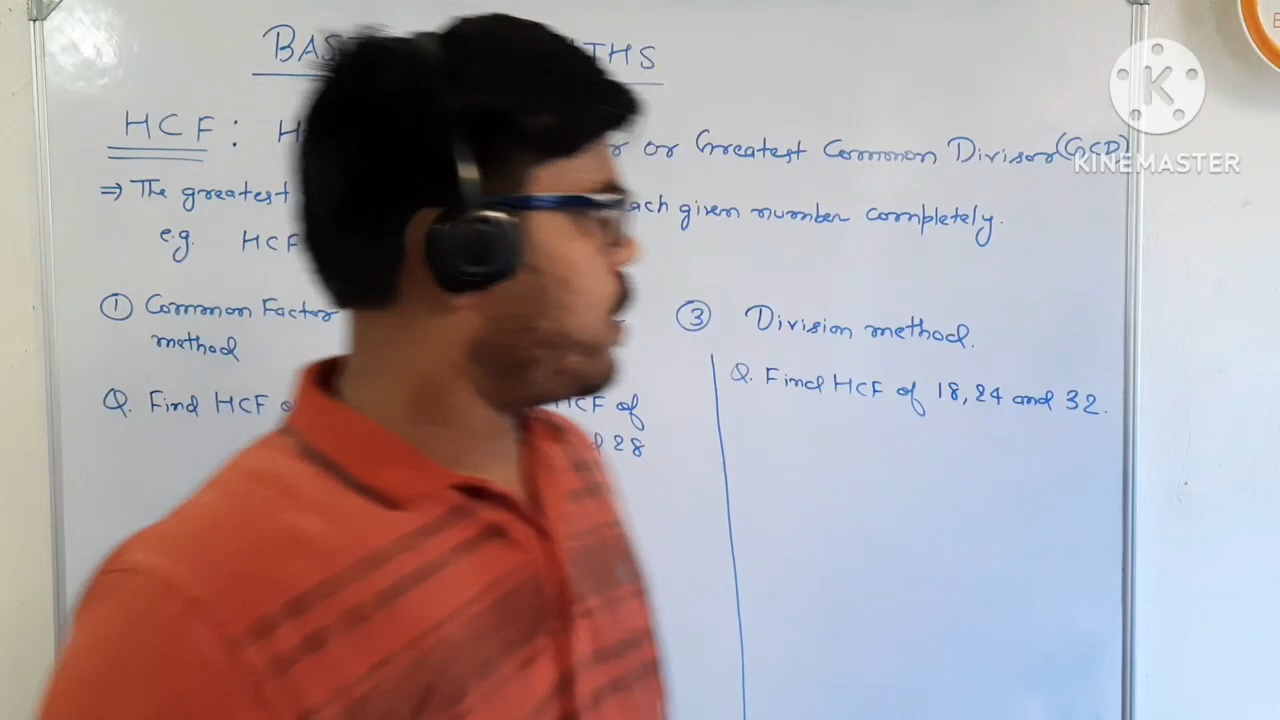 BAS THS
HCF: H r or Greatest Common Divisor (GCD)
⇒ The greatest ach given number completely.
e.g. HCF
① Common Factor
method
Q. Find HCF o
HCF of
d 28
③ Division method.
Q. Find HCF of 18, 24 and 32.
K
KINEMASTER